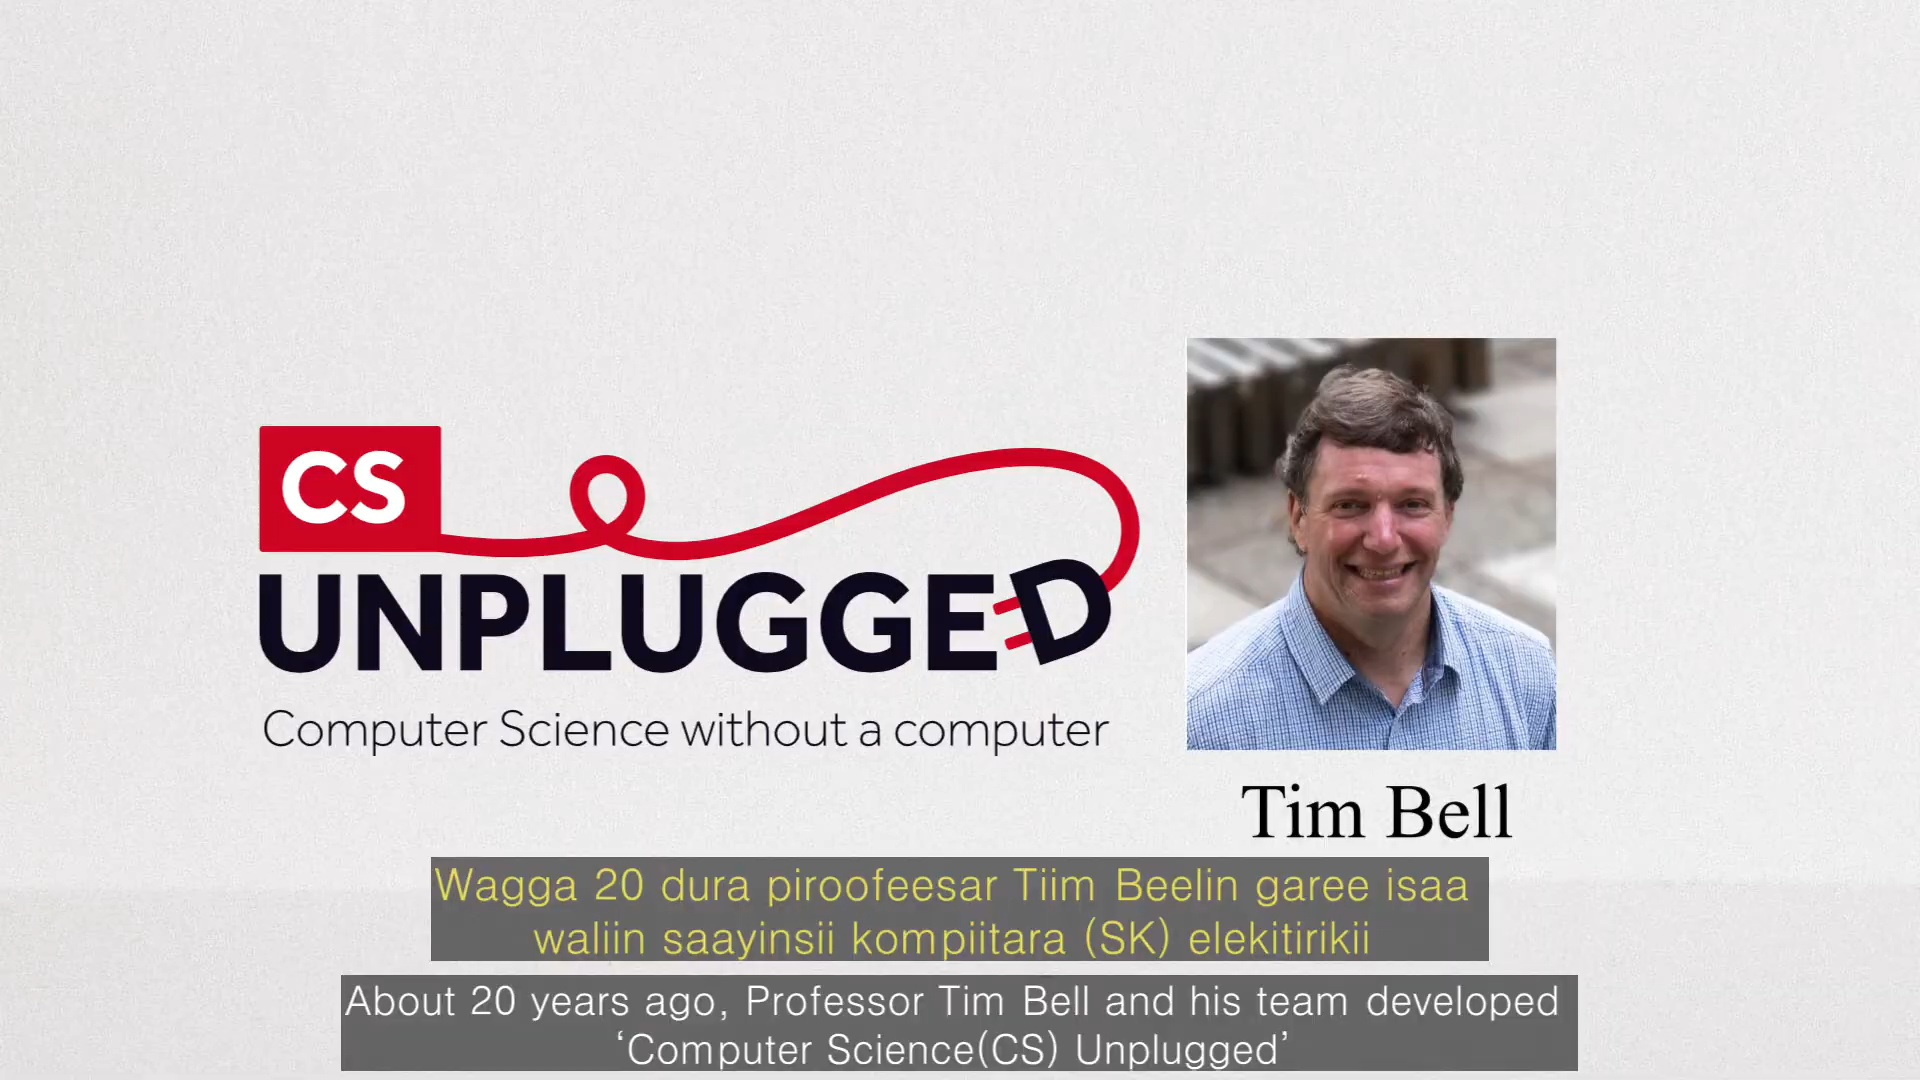 CS
UNPLUGGED
Computer Science without a computer
Tim Bell
Wagga 20 dura piroofeesar Tiim Beelin garee isaa
waliin saayinsii kompiitara (SK) elekitirikii
About 20 years ago, Professor Tim Bell and his team developed
‘Computer Science(CS) Unplugged’